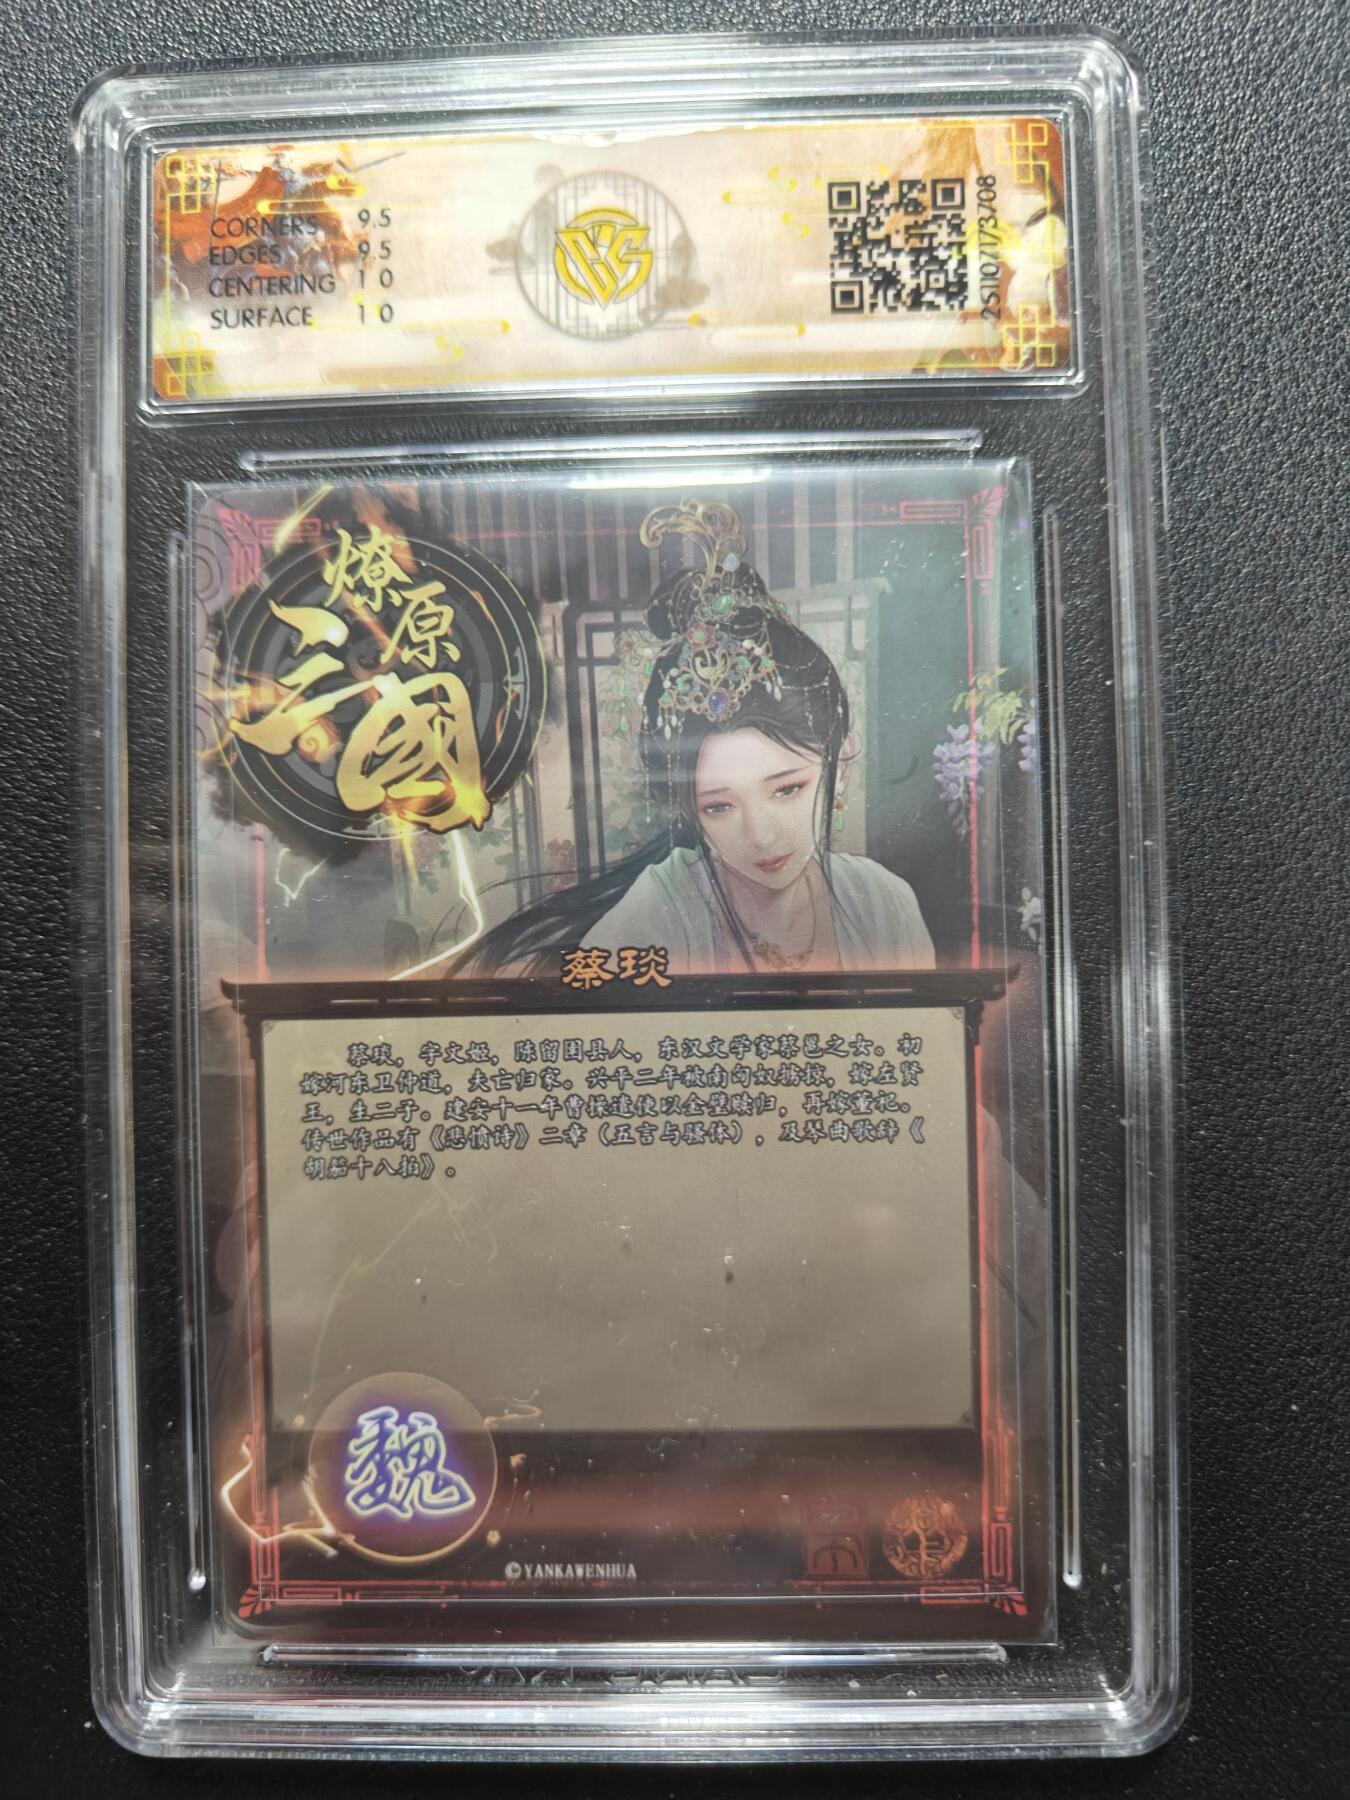 CORNERS 9.5
EDGES 9.5
CENTERING 10
SURFACE 10
燎原
三國
蔡琰
蔡琰，字文姬，陈留圉县人，东汉文学家蔡邕之女。初
嫁河东卫仲道，夫亡归家。兴平二年被南匈奴掳掠，嫁左贤
王，生二子。建安十一年曹操遣使以金璧赎归，再嫁董祀。
传世作品有《悲愤诗》二章（五言与骚体），及琴曲歌辞《
胡笳十八拍》。
魏
©YANKAWENHUA